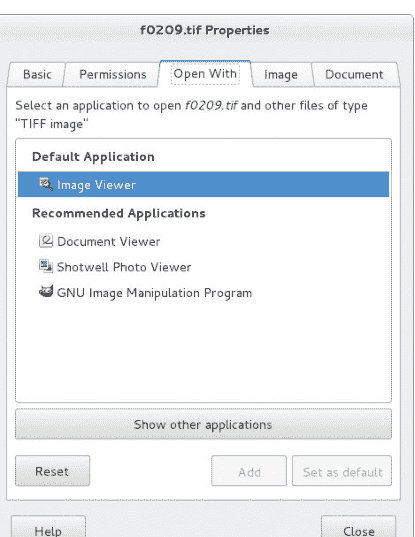 f0209.tif Properties
Basic Permissions Open With Image Document
Select an application to open f0209.tif and other files of type
"TIFF image"
Default Application
Image Viewer
Recommended Applications
Document Viewer
Shotwell Photo Viewer
GNU Image Manipulation Program
Show other applications
Reset Add Set as default
Help Close